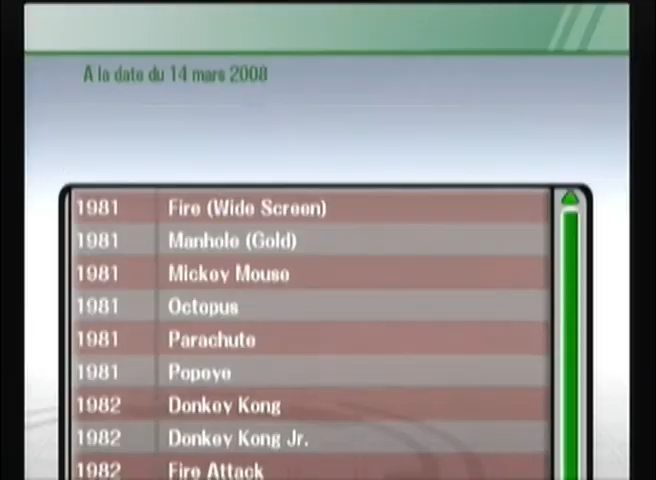 A la date du 14 mars 2008
1981 Fire (Wide Screen)
1981 Manhole (Gold)
1981 Mickey Mouse
1981 Octopus
1981 Parachute
1981 Popeye
1982 Donkey Kong
1982 Donkey Kong Jr.
1982 Fire Attack